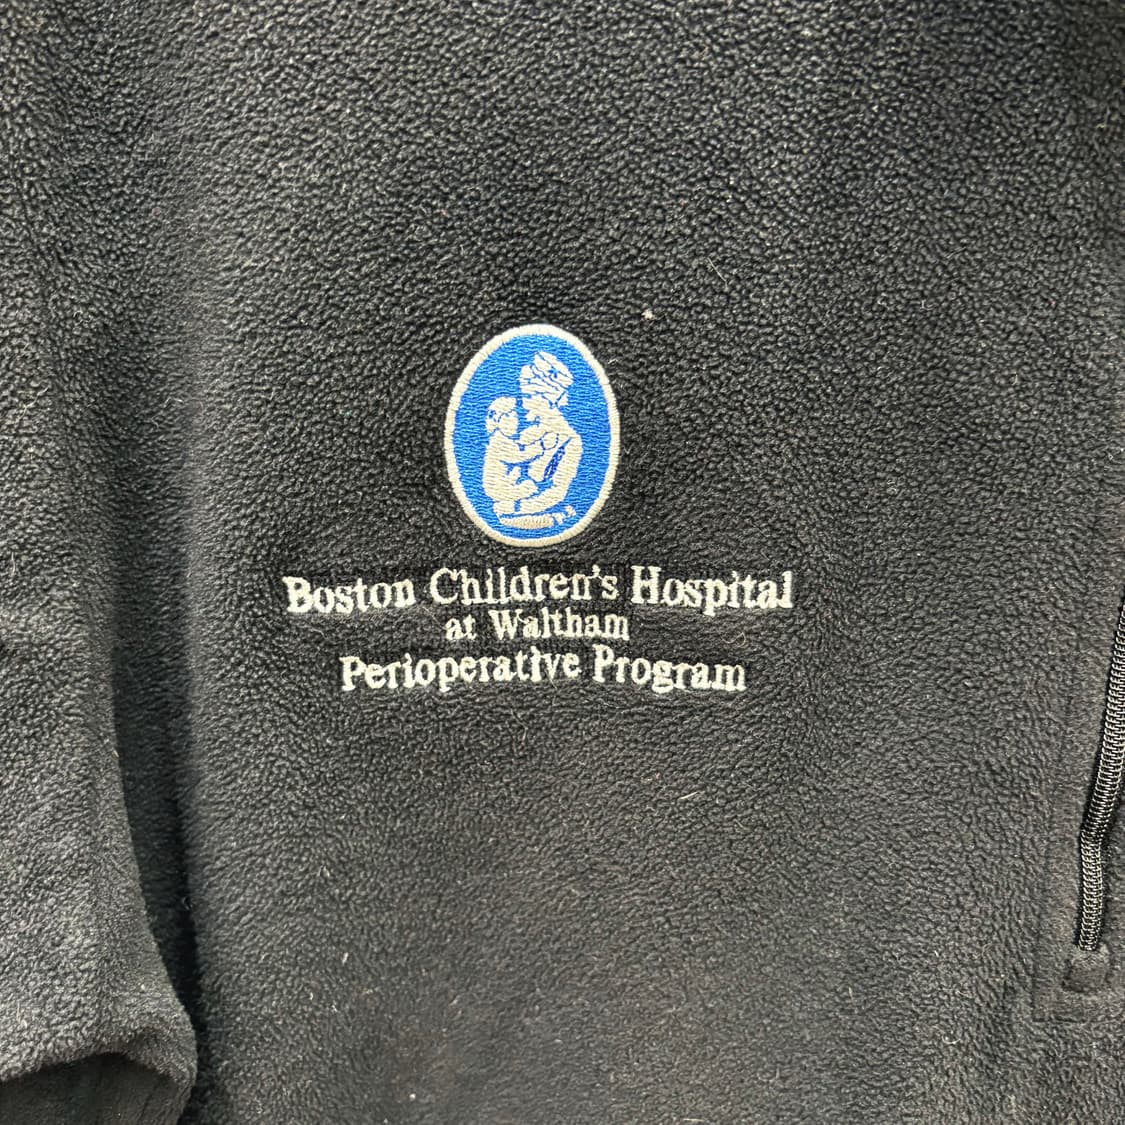 Boston Children's Hospital
at Waltham
Perioperative Program